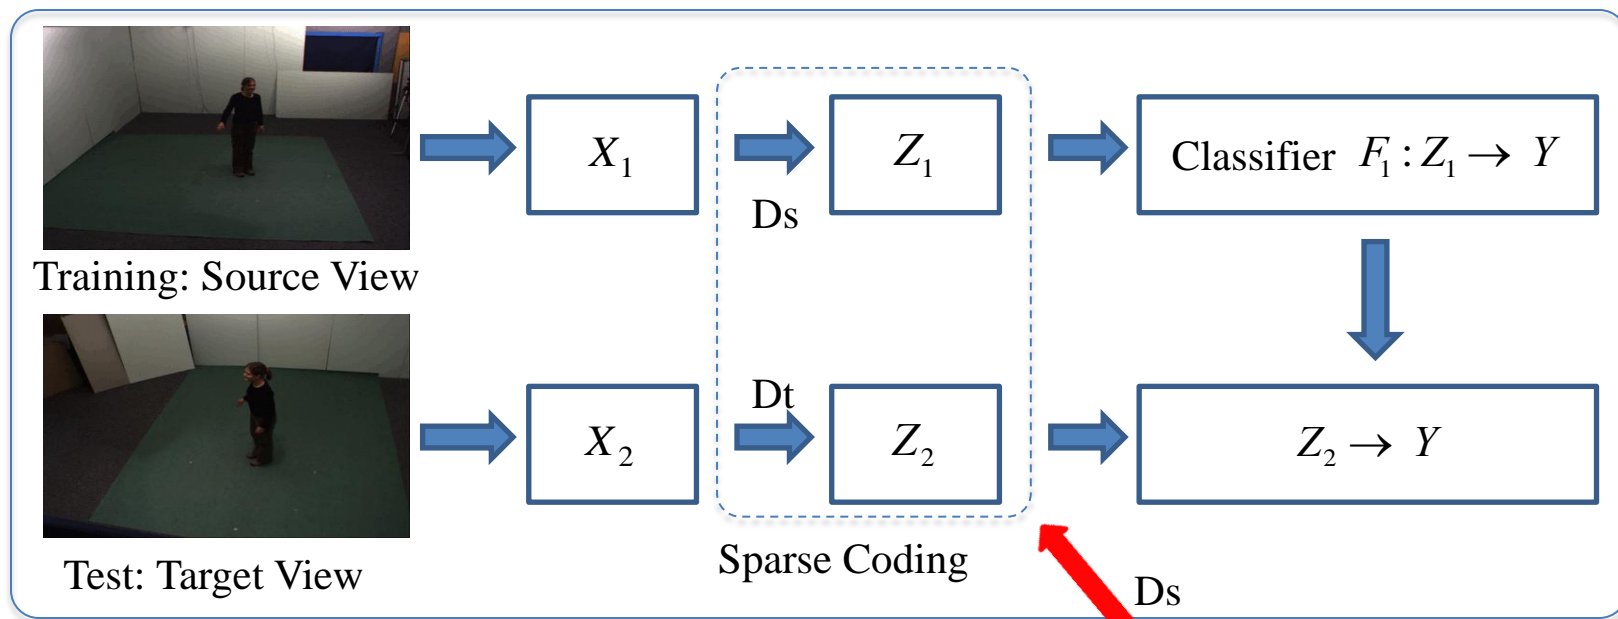 X₁
Z₁
Classifier F₁ : Z₁ → Y
Ds
Training: Source View
Dt
X₂
Z₂
Z₂ → Y
Sparse Coding
Test: Target View
Ds